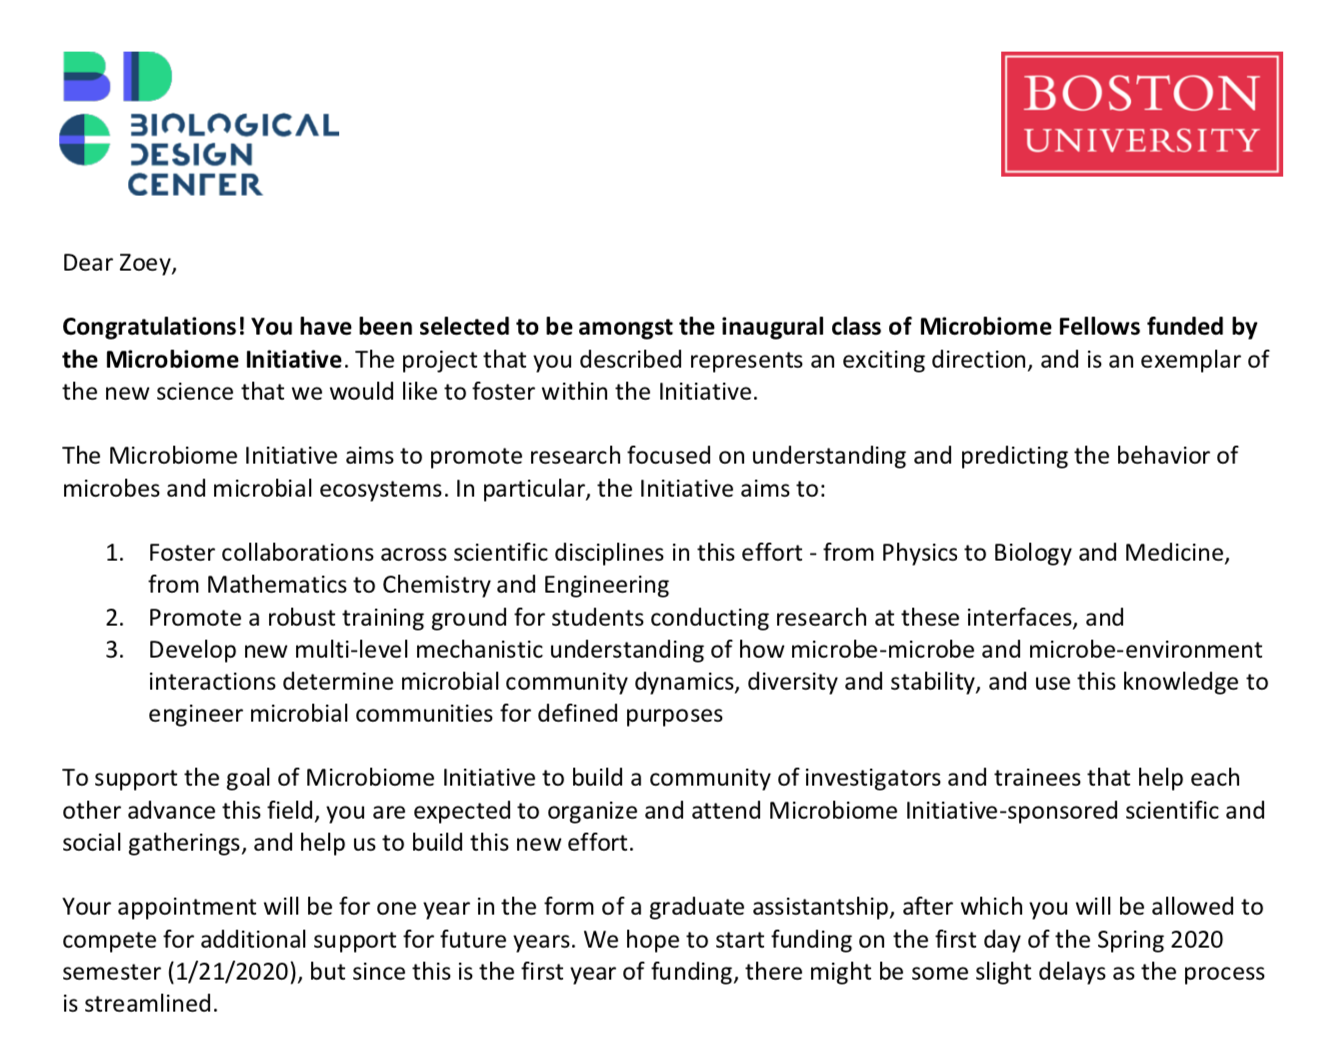 BD
C
BIOLOGICAL
DESIGN
CENTER
BOSTON
UNIVERSITY
Dear Zoey,
Congratulations! You have been selected to be amongst the inaugural class of Microbiome Fellows funded by
the Microbiome Initiative. The project that you described represents an exciting direction, and is an exemplar of
the new science that we would like to foster within the Initiative.
The Microbiome Initiative aims to promote research focused on understanding and predicting the behavior of
microbes and microbial ecosystems. In particular, the Initiative aims to:
1. Foster collaborations across scientific disciplines in this effort - from Physics to Biology and Medicine,
from Mathematics to Chemistry and Engineering
2. Promote a robust training ground for students conducting research at these interfaces, and
3. Develop new multi-level mechanistic understanding of how microbe-microbe and microbe-environment
interactions determine microbial community dynamics, diversity and stability, and use this knowledge to
engineer microbial communities for defined purposes
To support the goal of Microbiome Initiative to build a community of investigators and trainees that help each
other advance this field, you are expected to organize and attend Microbiome Initiative-sponsored scientific and
social gatherings, and help us to build this new effort.
Your appointment will be for one year in the form of a graduate assistantship, after which you will be allowed to
compete for additional support for future years. We hope to start funding on the first day of the Spring 2020
semester (1/21/2020), but since this is the first year of funding, there might be some slight delays as the process
is streamlined.